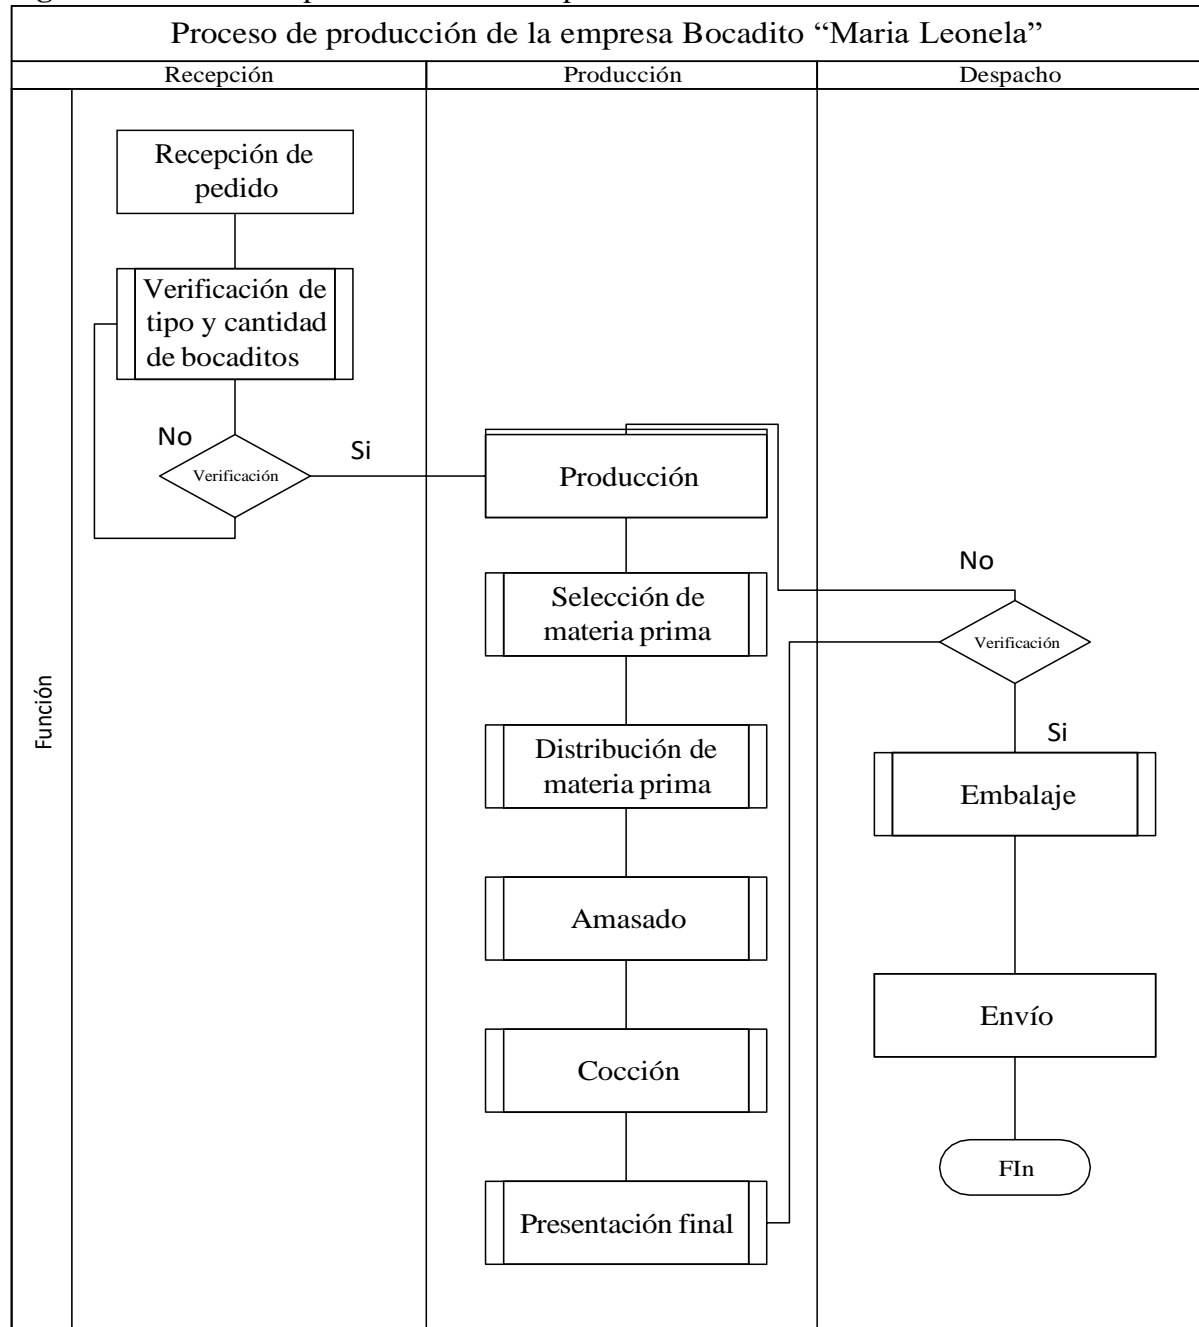 Proceso de producción de la empresa Bocadito “Maria Leonela”
Recepción
Producción
Despacho
Función
Recepción de
pedido
Verificación de
tipo y cantidad
de bocaditos
No
Verificación
Si
Producción
Selección de
materia prima
Distribución de
materia prima
Amasado
Cocción
Presentación final
No
Verificación
Si
Embalaje
Envío
FIn